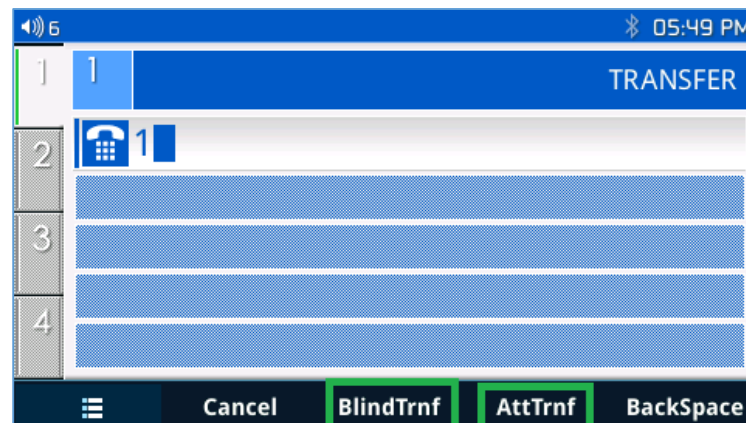 6 05:49 PM
1 1 TRANSFER
2 1
3
4
Cancel BlindTrnf AttTrnf BackSpace